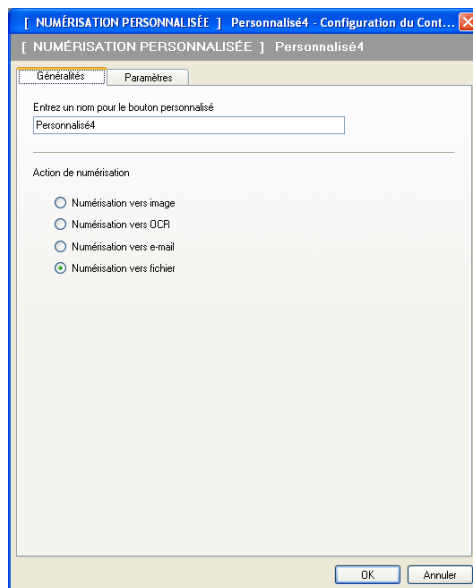 [ NUMÉRISATION PERSONNALISÉE ] Personnalisé4 - Configuration du Cont...
[ NUMÉRISATION PERSONNALISÉE ] Personnalisé4
Généralités Paramètres
Entrez un nom pour le bouton personnalisé
Personnalisé4
Action de numérisation
Numérisation vers image
Numérisation vers OCR
Numérisation vers e-mail
Numérisation vers fichier
OK Annuler